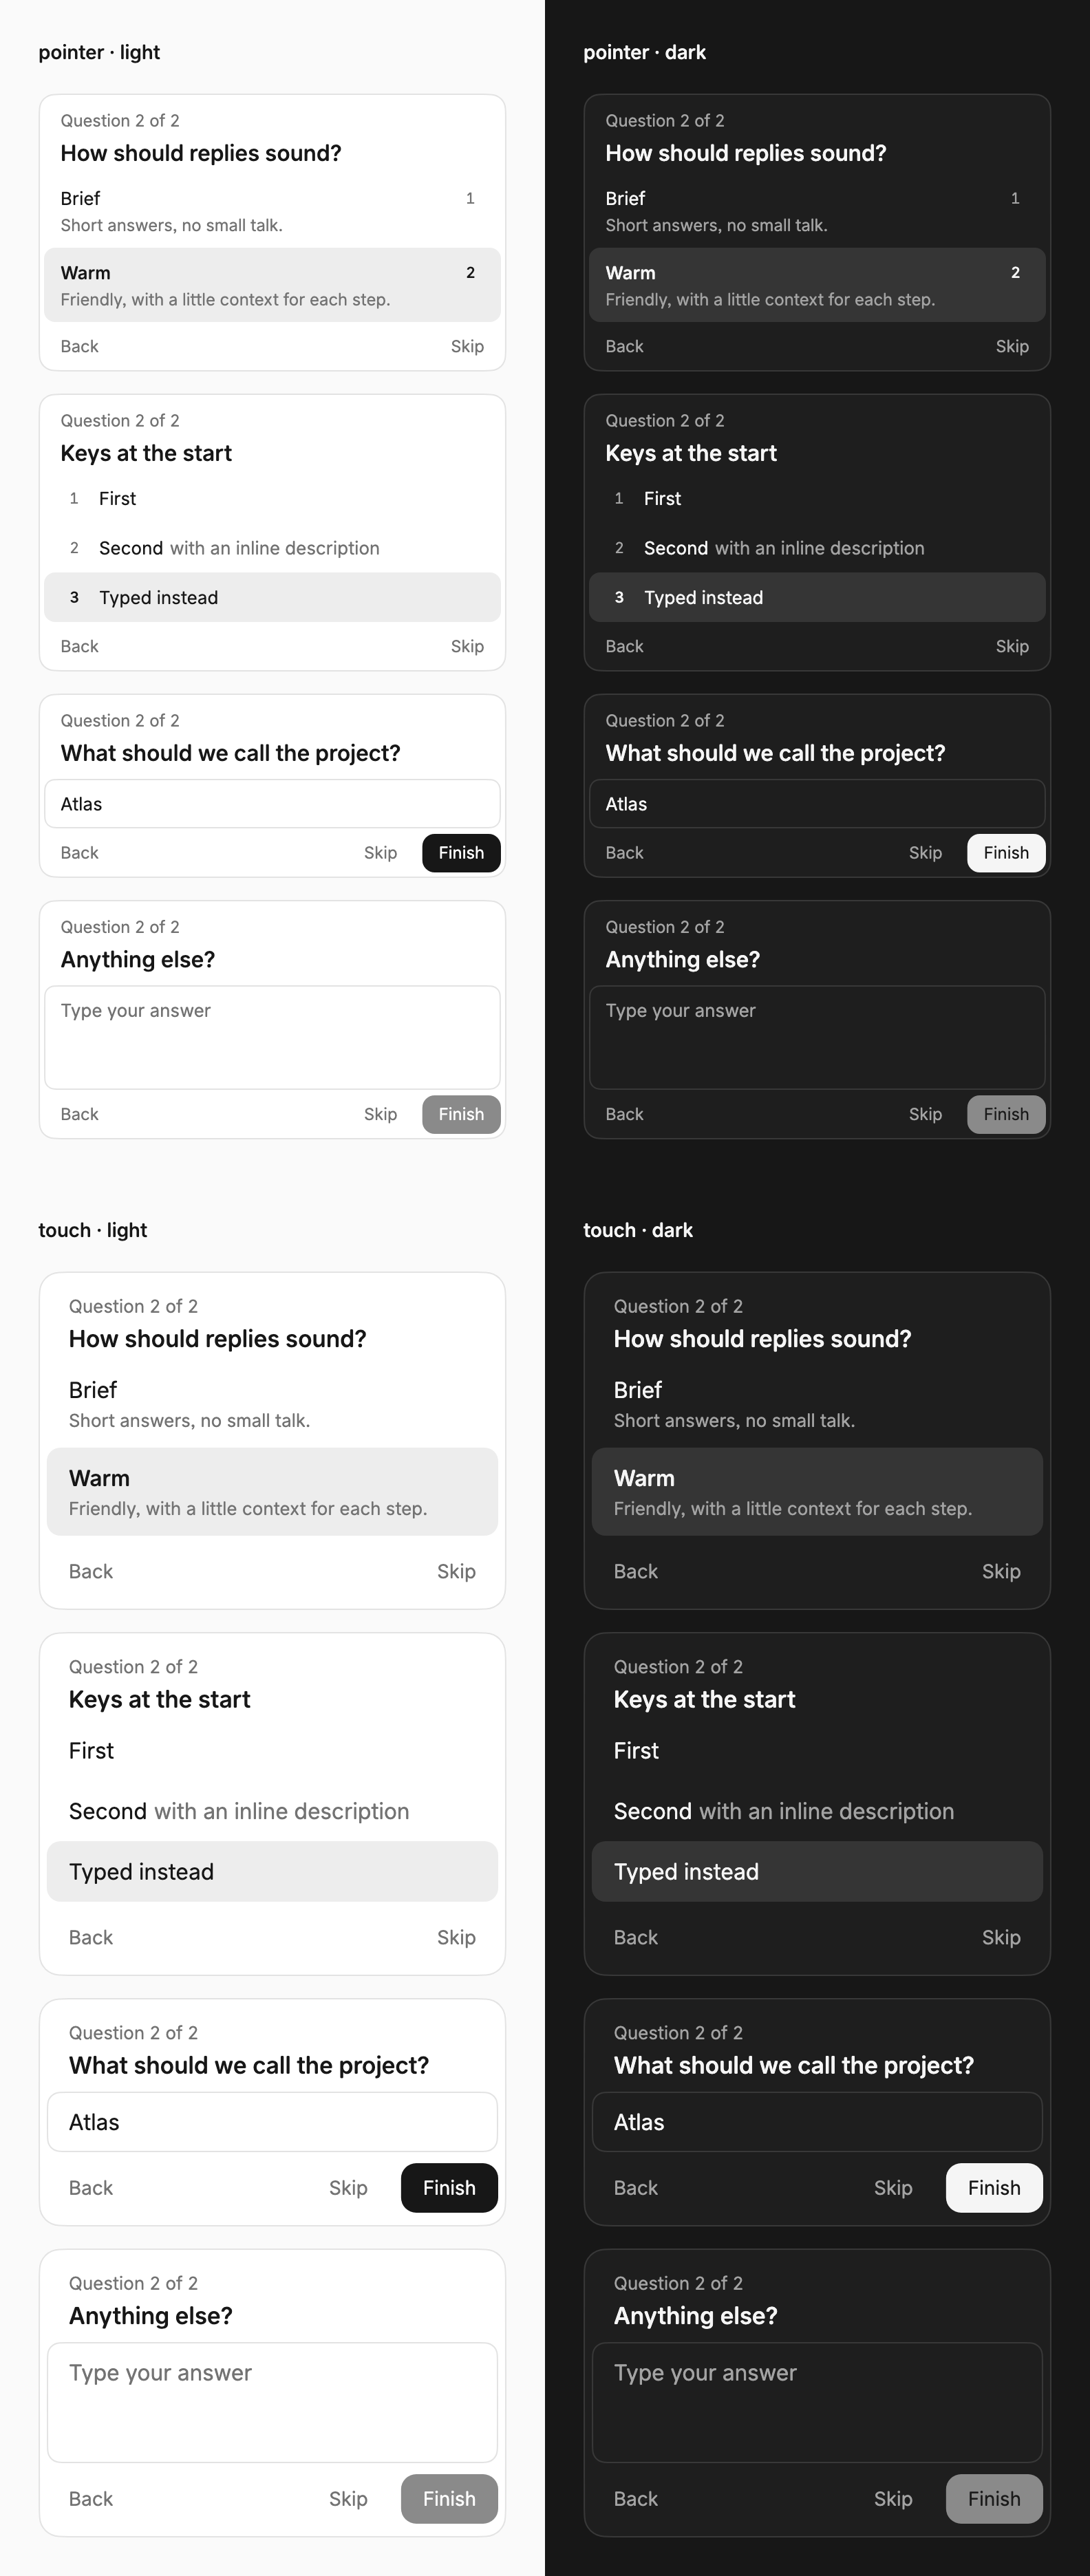 pointer · light
Question 2 of 2
How should replies sound?
Brief 1
Short answers, no small talk.
Warm 2
Friendly, with a little context for each step.
Back Skip
Question 2 of 2
Keys at the start
1 First
2 Second with an inline description
3 Typed instead
Back Skip
Question 2 of 2
What should we call the project?
Atlas
Back Skip Finish
Question 2 of 2
Anything else?
Type your answer
Back Skip Finish
pointer · dark
Question 2 of 2
How should replies sound?
Brief 1
Short answers, no small talk.
Warm 2
Friendly, with a little context for each step.
Back Skip
Question 2 of 2
Keys at the start
1 First
2 Second with an inline description
3 Typed instead
Back Skip
Question 2 of 2
What should we call the project?
Atlas
Back Skip Finish
Question 2 of 2
Anything else?
Type your answer
Back Skip Finish
touch · light
Question 2 of 2
How should replies sound?
Brief
Short answers, no small talk.
Warm
Friendly, with a little context for each step.
Back Skip
Question 2 of 2
Keys at the start
First
Second with an inline description
Typed instead
Back Skip
Question 2 of 2
What should we call the project?
Atlas
Back Skip Finish
Question 2 of 2
Anything else?
Type your answer
Back Skip Finish
touch · dark
Question 2 of 2
How should replies sound?
Brief
Short answers, no small talk.
Warm
Friendly, with a little context for each step.
Back Skip
Question 2 of 2
Keys at the start
First
Second with an inline description
Typed instead
Back Skip
Question 2 of 2
What should we call the project?
Atlas
Back Skip Finish
Question 2 of 2
Anything else?
Type your answer
Back Skip Finish